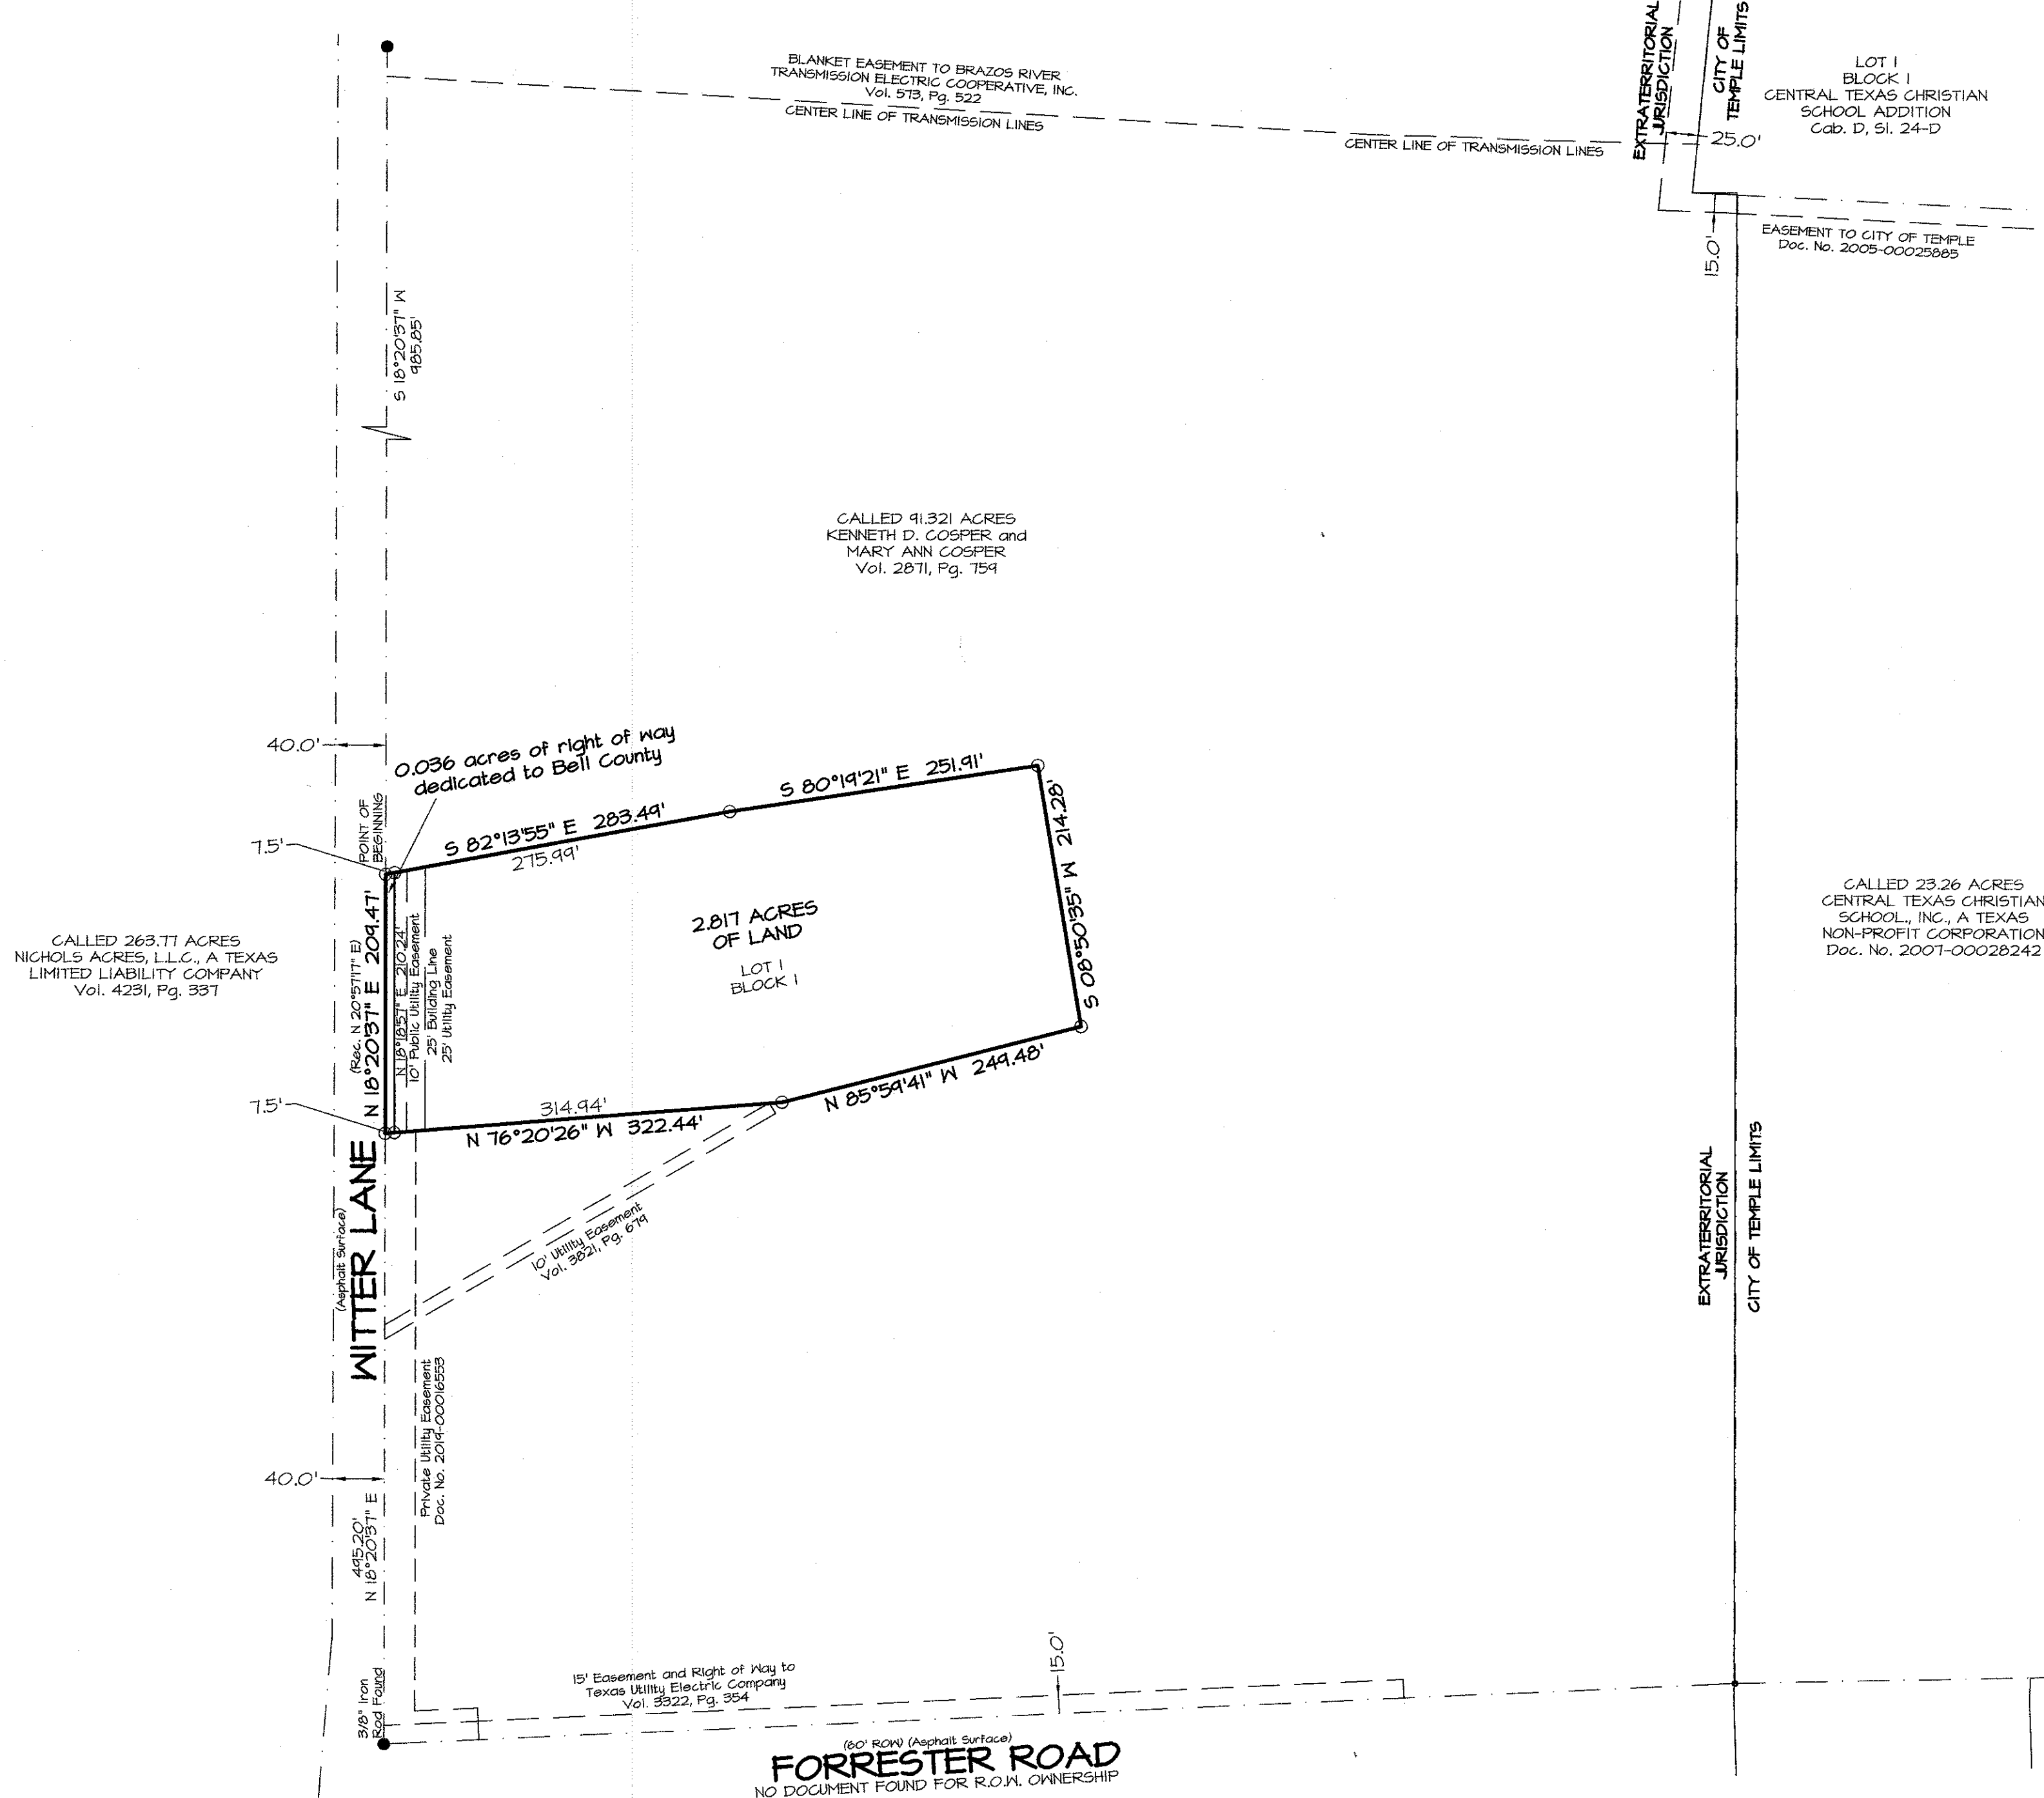 BLANKET EASEMENT TO BRAZOS RIVER
TRANSMISSION ELECTRIC COOPERATIVE, INC.
Vol. 573, Pg. 522
CENTER LINE OF TRANSMISSION LINES
CENTER LINE OF TRANSMISSION LINES
EXTRATERRITORIAL
JURISDICTION
CITY OF
TEMPLE LIMITS
LOT 1
BLOCK 1
CENTRAL TEXAS CHRISTIAN
SCHOOL ADDITION
Cab. D, Sl. 24-D
25.0'
15.0'
EASEMENT TO CITY OF TEMPLE
Doc. No. 2005-00025885
S 18°20'37" W
985.85'
CALLED 91.321 ACRES
KENNETH D. COSPER and
MARY ANN COSPER
Vol. 2871, Pg. 759
40.0'
0.036 acres of right of way
dedicated to Bell County
POINT OF
BEGINNING
7.5'
S 82°13'55" E 283.49'
275.99'
S 80°19'21" E 251.91'
S 08°50'35" W 214.28'
2.817 ACRES
OF LAND
LOT 1
BLOCK 1
CALLED 263.77 ACRES
NICHOLS ACRES, L.L.C., A TEXAS
LIMITED LIABILITY COMPANY
Vol. 4231, Pg. 337
(Rec. N 20°57'17" E)
N 18°20'37" E 209.47'
N 18°18'57" E 210.24'
10' Public Utility Easement
25' Building Line
25' Utility Easement
CALLED 23.26 ACRES
CENTRAL TEXAS CHRISTIAN
SCHOOL., INC., A TEXAS
NON-PROFIT CORPORATION
Doc. No. 2007-00028242
7.5'
314.94'
N 76°20'26" W 322.44'
N 85°59'41" W 249.48'
10' Utility Easement
Vol. 3821, Pg. 679
(Asphalt Surface)
WITTER LANE
EXTRATERRITORIAL
JURISDICTION
CITY OF TEMPLE LIMITS
Private Utility Easement
Doc. No. 2019-00016553
40.0'
495.20'
N 18°20'37" E
3/8" Iron
Rod Found
15' Easement and Right of Way to
Texas Utility Electric Company
Vol. 3322, Pg. 354
15.0'
(60' ROW) (Asphalt Surface)
FORRESTER ROAD
NO DOCUMENT FOUND FOR R.O.W. OWNERSHIP